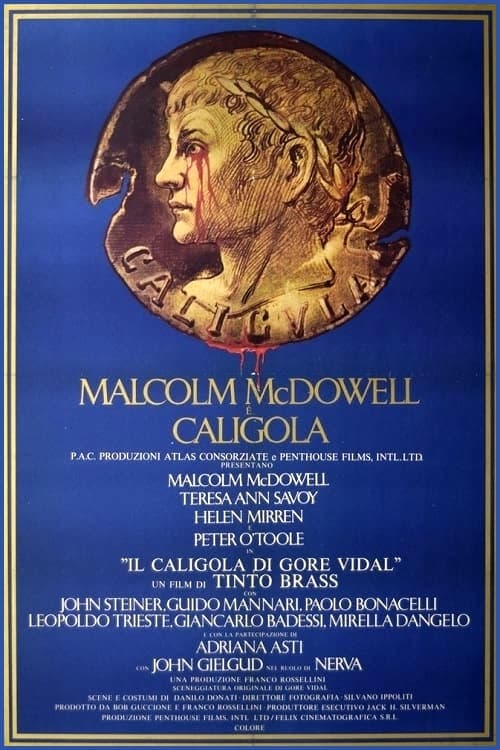 CALIGVLA
MALCOLM McDOWELL
È
CALIGOLA
P.A.C. PRODUZIONI ATLAS CONSORZIATE e PENTHOUSE FILMS, INTL. LTD.
PRESENTANO
MALCOLM McDOWELL
TERESA ANN SAVOY
HELEN MIRREN
E
PETER O'TOOLE
in
"IL CALIGOLA DI GORE VIDAL"
UN FILM DI TINTO BRASS
CON
JOHN STEINER, GUIDO MANNARI, PAOLO BONACELLI
LEOPOLDO TRIESTE, GIANCARLO BADESSI, MIRELLA DANGELO
E CON LA PARTECIPAZIONE DI
ADRIANA ASTI
CON JOHN GIELGUD NEL RUOLO DI NERVA
UNA PRODUZIONE FRANCO ROSSELLINI
SCENEGGIATURA ORIGINALE DI GORE VIDAL
SCENE E COSTUMI DI DANILO DONATI - DIRETTORE FOTOGRAFIA - SILVANO IPPOLITI
PRODOTTO DA BOB GUCCIONE E FRANCO ROSSELLINI - PRODUTTORE ESECUTIVO JACK H. SILVERMAN
PRODUZIONE PENTHOUSE FILMS, INTL LTD / FELIX CINEMATOGRAFICA S.R.L.
COLORE